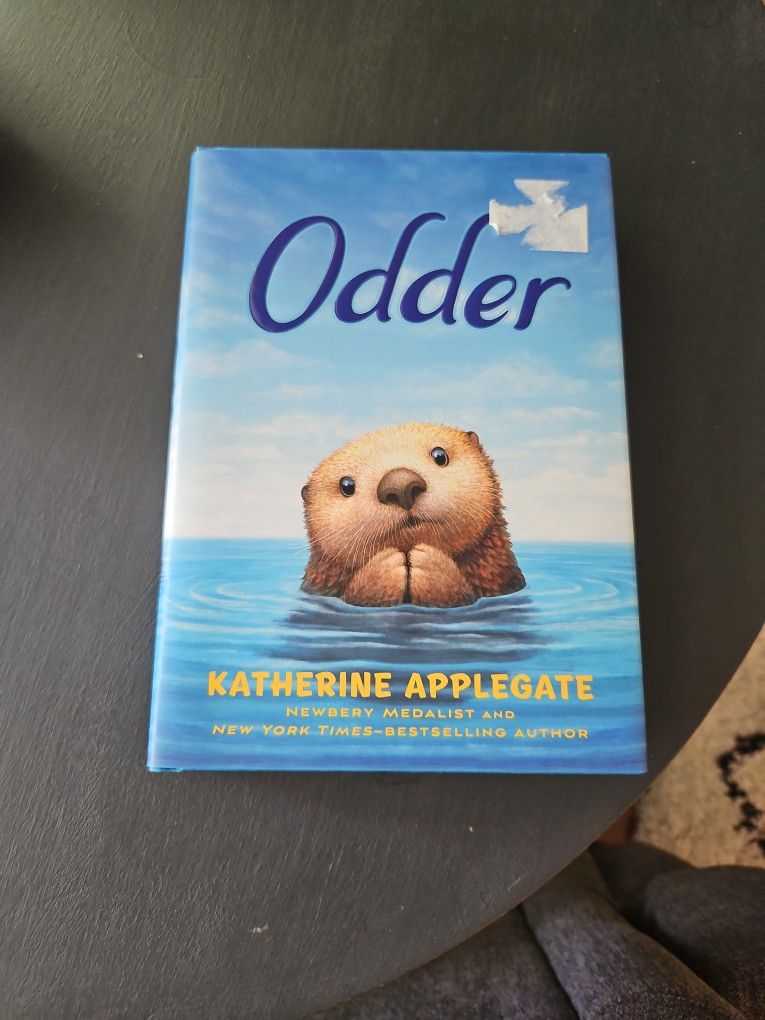 Odder
KATHERINE APPLEGATE
NEWBERY MEDALIST AND
NEW YORK TIMES–BESTSELLING AUTHOR